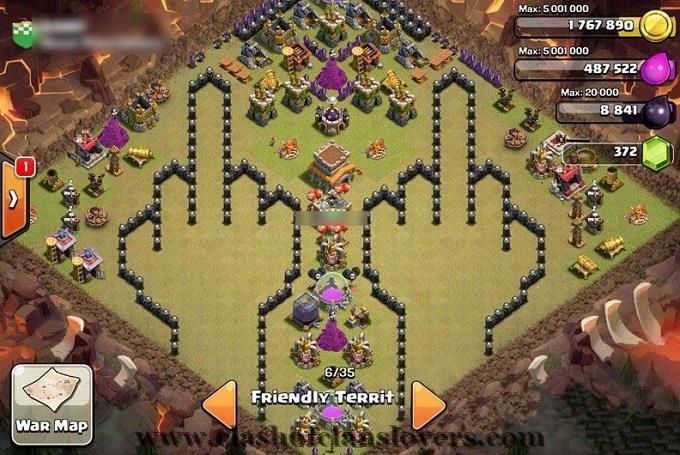 Max: 5 001 000
1 767 890
Max: 5 001 000
487 522
Max: 20 000
8 841
372
1
6/35
Friendly Territ
War Map
www.clashofclanslovers.com